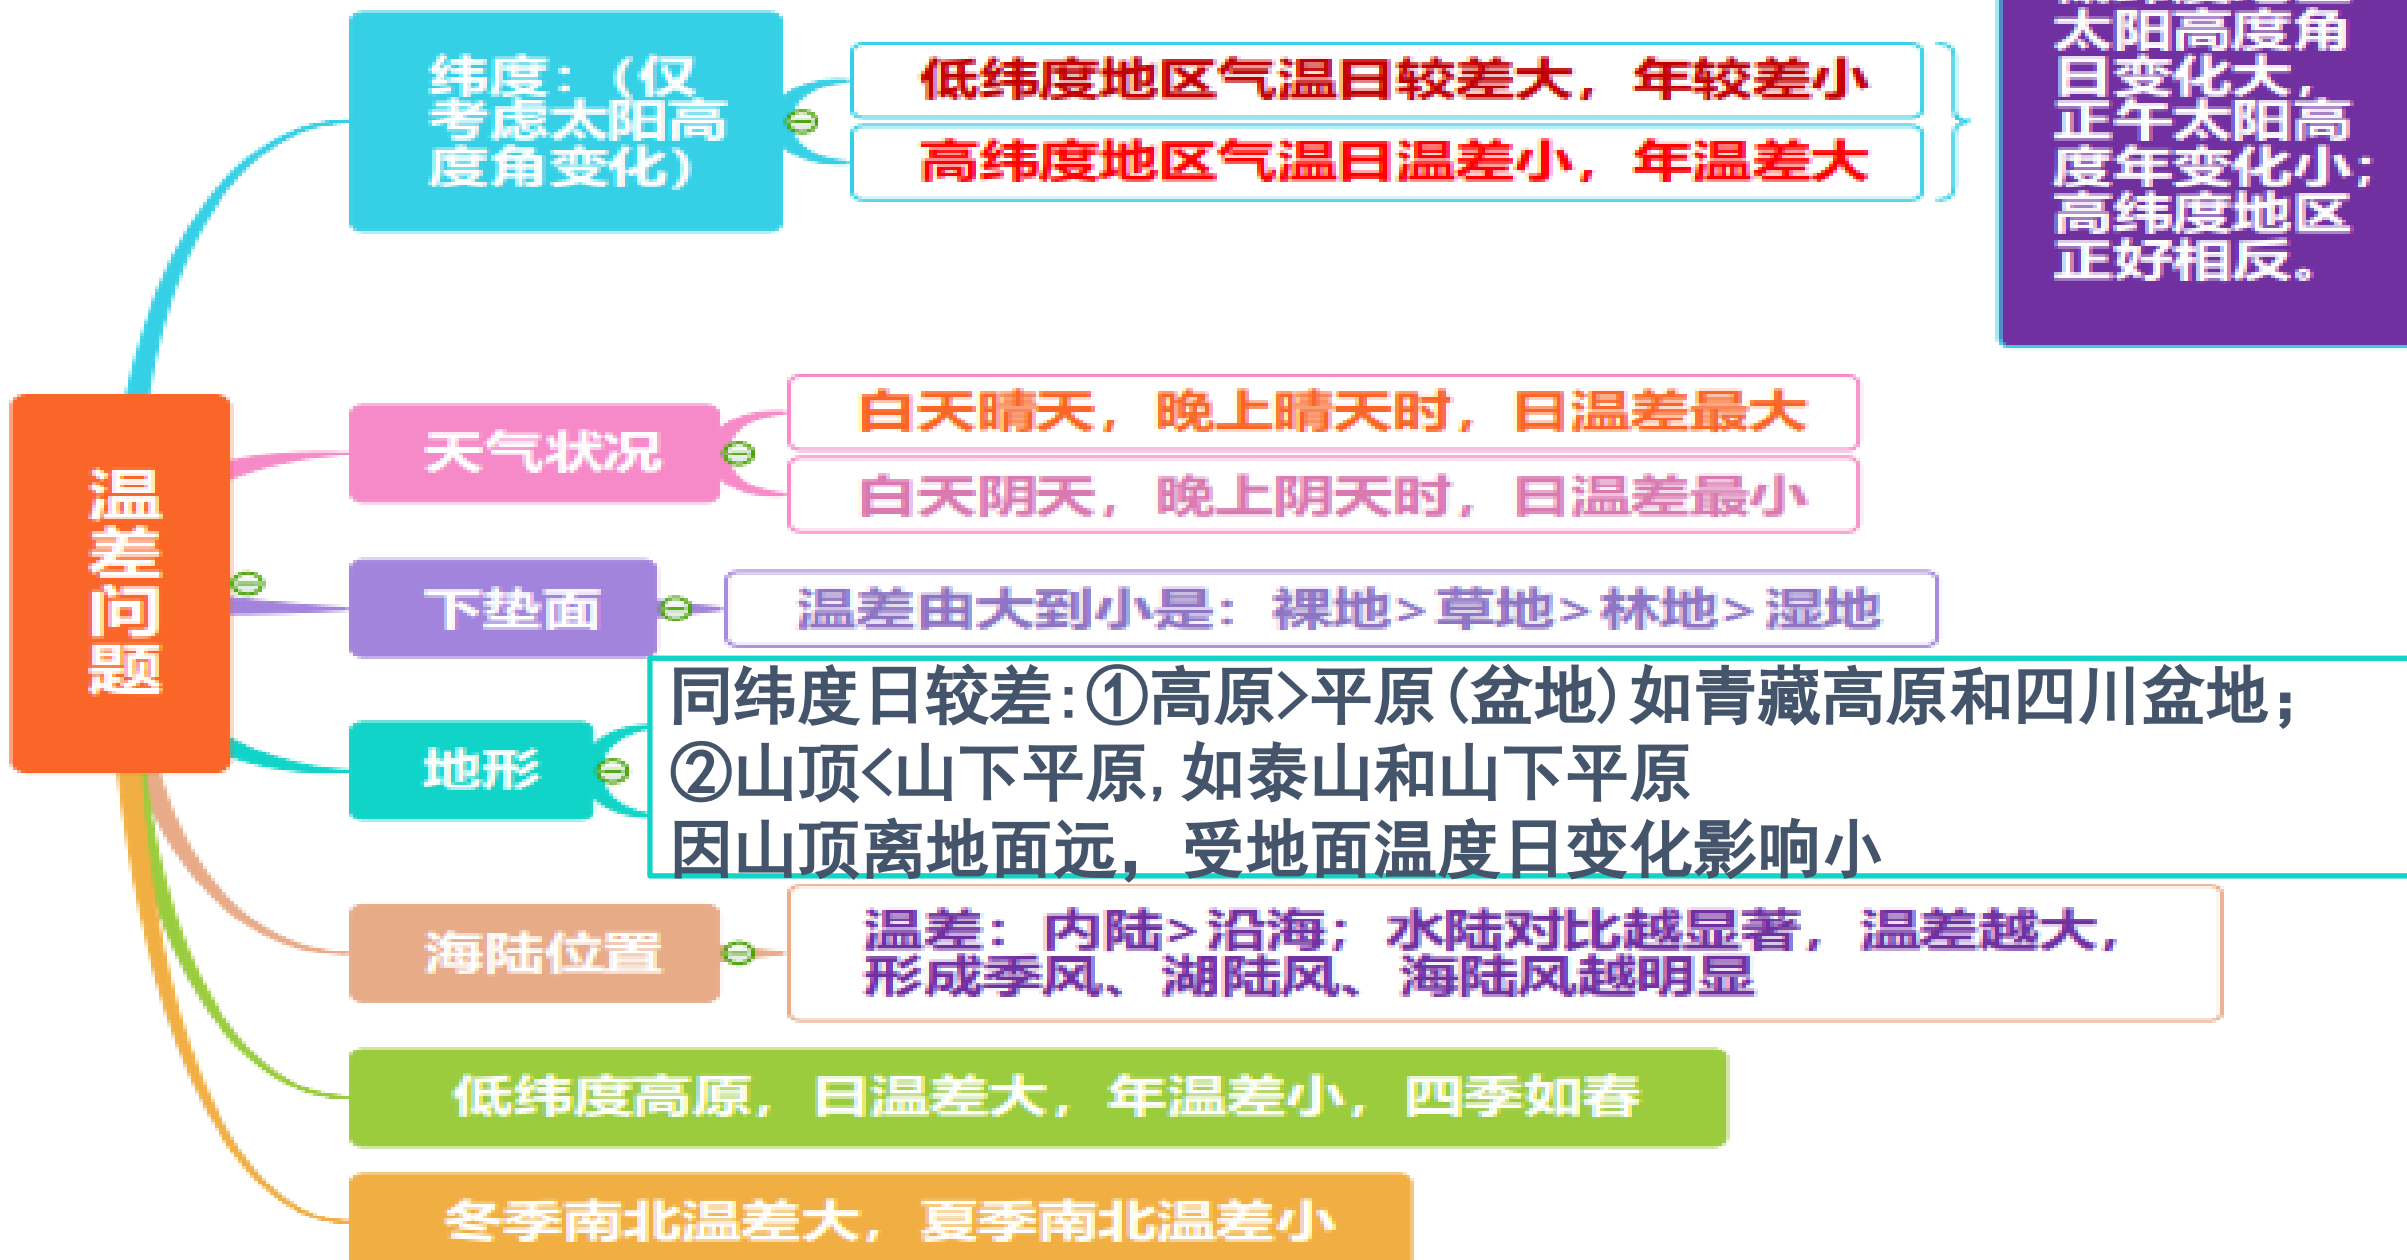 温差问题
纬度：（仅
考虑太阳高
度角变化）
低纬度地区气温日较差大，年较差小
高纬度地区气温日温差小，年温差大
太阳高度角
日变化大，
正午太阳高
度年变化小；
高纬度地区
正好相反。
天气状况
白天晴天，晚上晴天时，日温差最大
白天阴天，晚上阴天时，日温差最小
下垫面
温差由大到小是：裸地>草地>林地>湿地
地形
同纬度日较差:①高原>平原(盆地)如青藏高原和四川盆地；
②山顶<山下平原,如泰山和山下平原
因山顶离地面远，受地面温度日变化影响小
海陆位置
温差：内陆>沿海；水陆对比越显著，温差越大，
形成季风、湖陆风、海陆风越明显
低纬度高原，日温差大，年温差小，四季如春
冬季南北温差大，夏季南北温差小